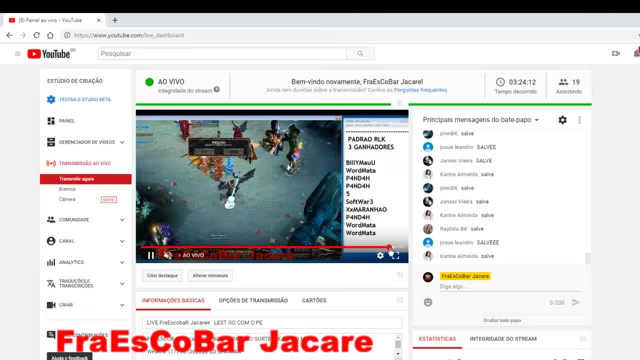 (9) Painel ao vivo - YouTube
https://www.youtube.com/live_dashboard
YouTube BR
Pesquisar
ESTÚDIO DE CRIAÇÃO
TESTAR O STUDIO BETA
PAINEL
GERENCIADOR DE VÍDEOS
TRANSMISSÃO AO VIVO
Transmitir agora
Eventos
Câmera NOVO
COMUNIDADE
CANAL
ANALYTICS
TRADUÇÕES E
TRANSCRIÇÕES
CRIAR
Ajuda e feedback
AO VIVO
integridade do stream
Bem-vindo novamente, FraEsCoBar Jacare!
Ainda tem dúvidas sobre a transmissão? Confira as Perguntas frequentes.
03:24:12
Tempo decorrido
19
Assistindo
PADRAO RLK
3 GANHADORES
BIllYMauU
WordMata
P4ND4H
P4ND4H
5
SoftWar3
XxMARANHAO
P4ND4H
WordMata
WordMata
AO VIVO
Criar destaque
Alterar miniatura
INFORMAÇÕES BÁSICAS
OPÇÕES DE TRANSMISSÃO
CARTÕES
LIVE FraEscobaR Jacaree LEST GO COM O PE
Principais mensagens do bate-papo
pinnBK salve
josue leandro SALVEE
Janser Vieira SALVE
Karine Almeida salve
pinnBK salve
Janser Vieira salve
Karine Almeida salve
Raphita BK salve
josue leandro SALVEEE
Karine Almeida salve
FraEsCoBar Jacare
Diga algo...
0/200
Ocultar bate-papo
ESTATÍSTICAS
INTEGRIDADE DO STREAM
FraEsCoBar Jacare